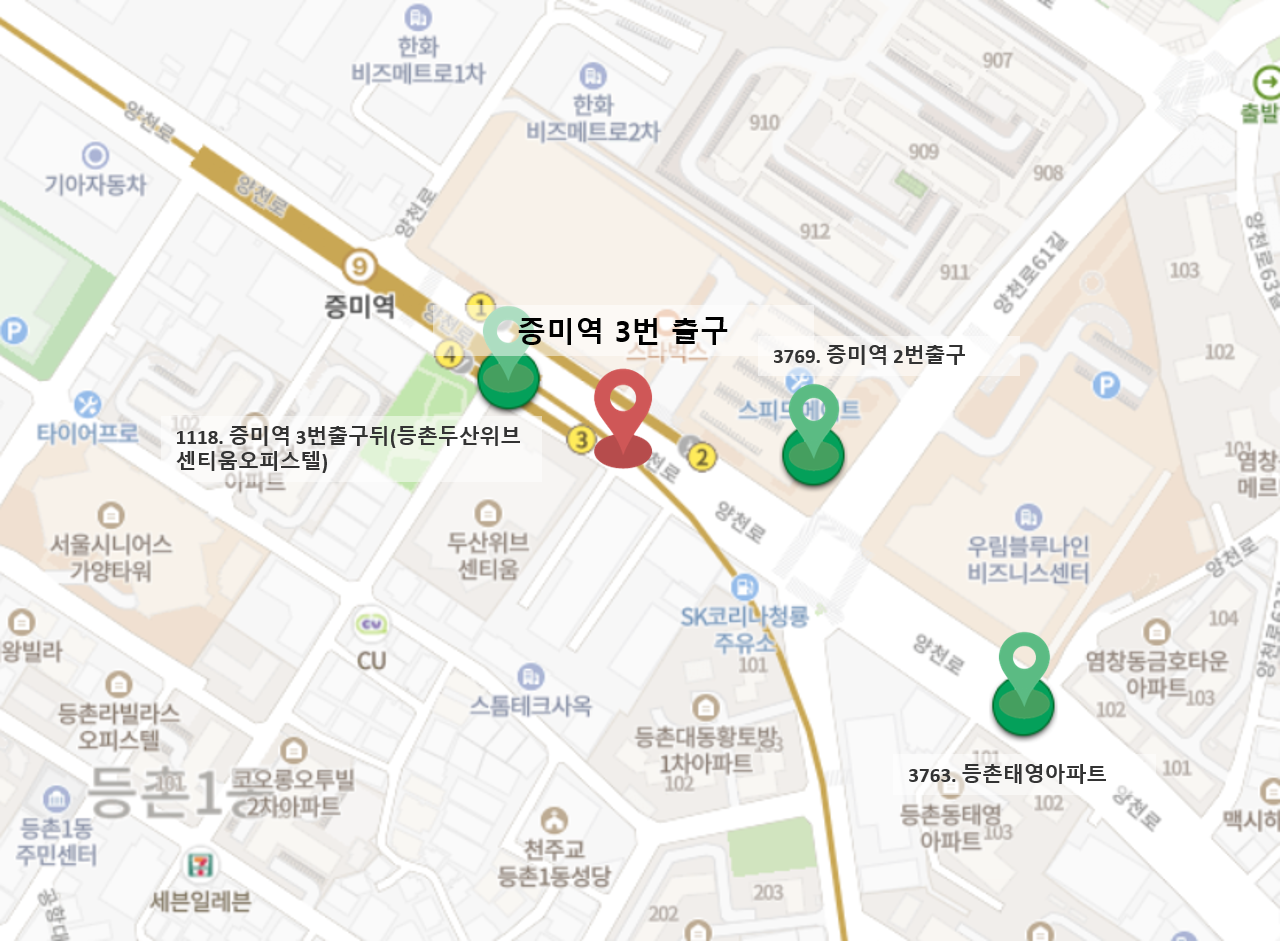 한화
비즈메트로1차
한화
비즈메트로2차
907
910
909
908
912
911
출발
양천로
양천로
양천로
기아자동차
9
증미역
1
양천로
4
증미역 3번 출구
스타벅스
3769. 증미역 2번출구
양천로61길
103
양천로63길
102
P
P
타이어프로
102
스피드메이트
1118. 증미역 3번출구뒤(등촌두산위브
센티움오피스텔)
아파트
3
2
101
염창
메르
서울시니어스
가양타워
두산위브
센티움
양천로
우림블루나인
비즈니스센터
양천로
SK코리나청룡
주유소
101
CU
CU
왕빌라
양천로
104
염창동금호타운
아파트
103
102
101
등촌라빌라스
오피스텔
스톰테크사옥
등촌대동황토방
1차아파트
103
102
등촌1동
101
코오롱오투빌
2차아파트
3763. 등촌태영아파트
101
102
등촌동태영
아파트
103
양천로
맥시하
등촌1동
주민센터
7
세븐일레븐
천주교
등촌1동성당
203
202
공항대